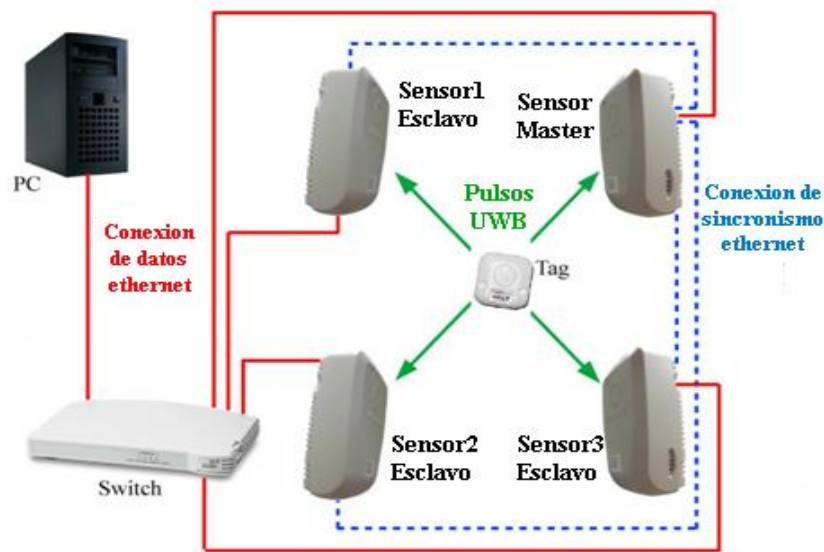 Sensor1
Esclavo
Sensor
Master
PC
Pulsos
UWB
Conexion de
sincronismo
ethernet
Conexion
de datos
ethernet
Tag
Sensor2
Esclavo
Sensor3
Esclavo
Switch